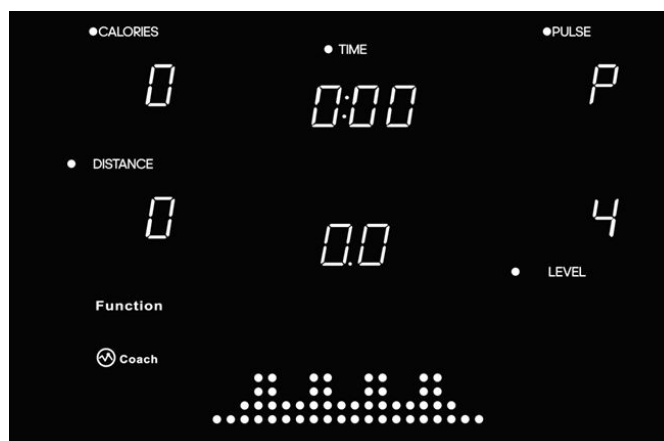 CALORIES
TIME
PULSE
0
0:00
P
DISTANCE
0
0.0
4
LEVEL
Function
Coach